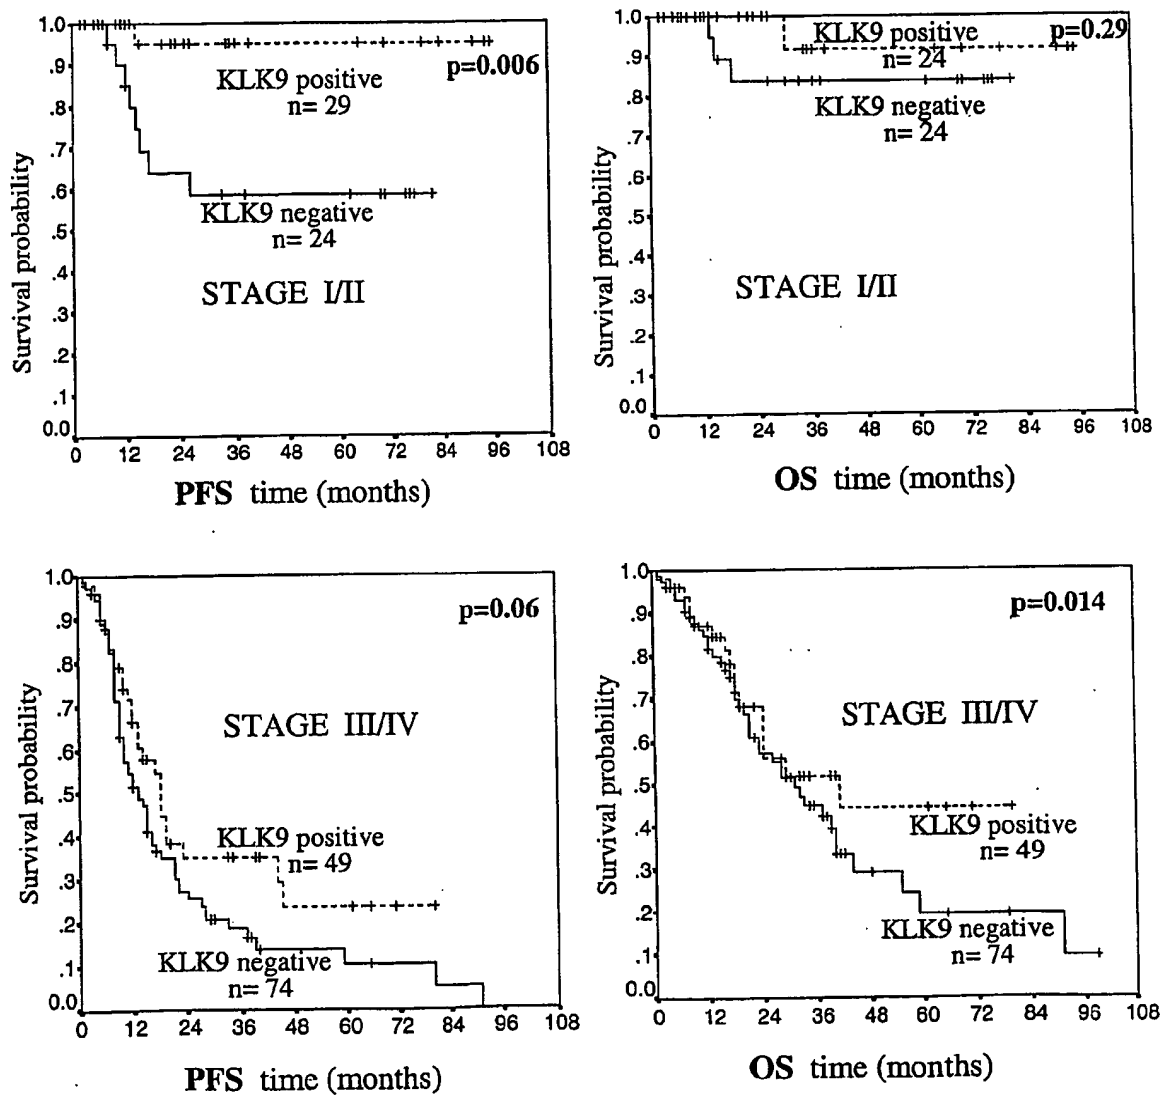 Survival probability
1.0
.9
.8
.7
.6
.5
.4
.3
.2
.1
0.0
KLK9 positive
n= 29
p=0.006
KLK9 negative
n= 24
STAGE I/II
0 12 24 36 48 60 72 84 96 108
PFS time (months)
Survival probability
1.0
.9
.8
.7
.6
.5
.4
.3
.2
.1
0.0
KLK9 positive
n= 24
p=0.29
KLK9 negative
n= 24
STAGE I/II
0 12 24 36 48 60 72 84 96 108
OS time (months)
Survival probability
1.0
.9
.8
.7
.6
.5
.4
.3
.2
.1
0.0
p=0.06
STAGE III/IV
KLK9 positive
n= 49
KLK9 negative
n= 74
0 12 24 36 48 60 72 84 96 108
PFS time (months)
Survival probability
1.0
.9
.8
.7
.6
.5
.4
.3
.2
.1
0.0
p=0.014
STAGE III/IV
KLK9 positive
n= 49
KLK9 negative
n= 74
0 12 24 36 48 60 72 84 96 108
OS time (months)